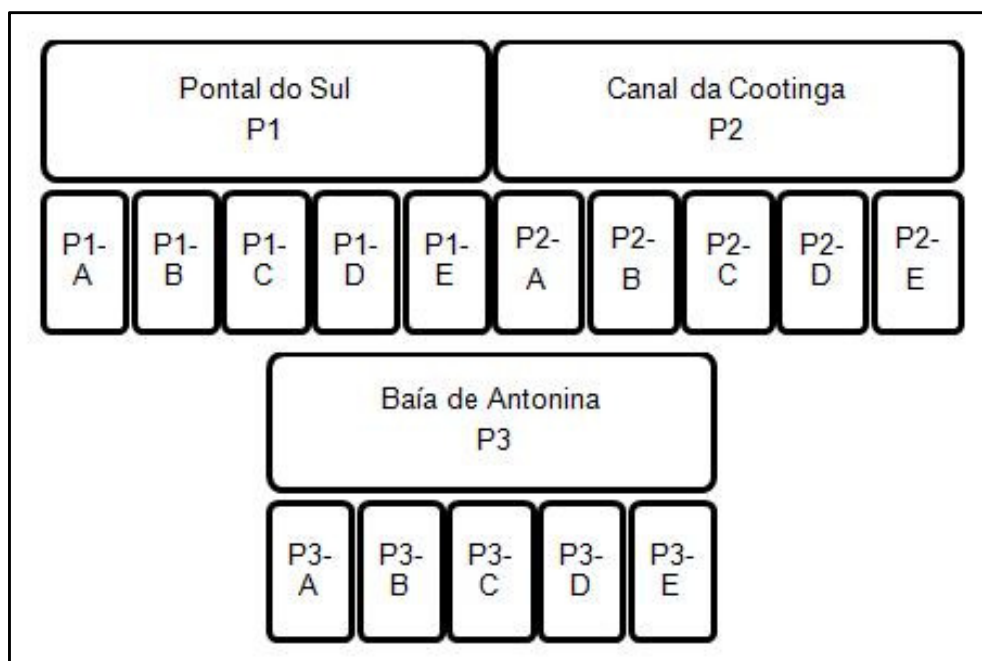 Pontal do Sul
P1
Canal da Cootinga
P2
P1-
A
P1-
B
P1-
C
P1-
D
P1-
E
P2-
A
P2-
B
P2-
C
P2-
D
P2-
E
Baía de Antonina
P3
P3-
A
P3-
B
P3-
C
P3-
D
P3-
E